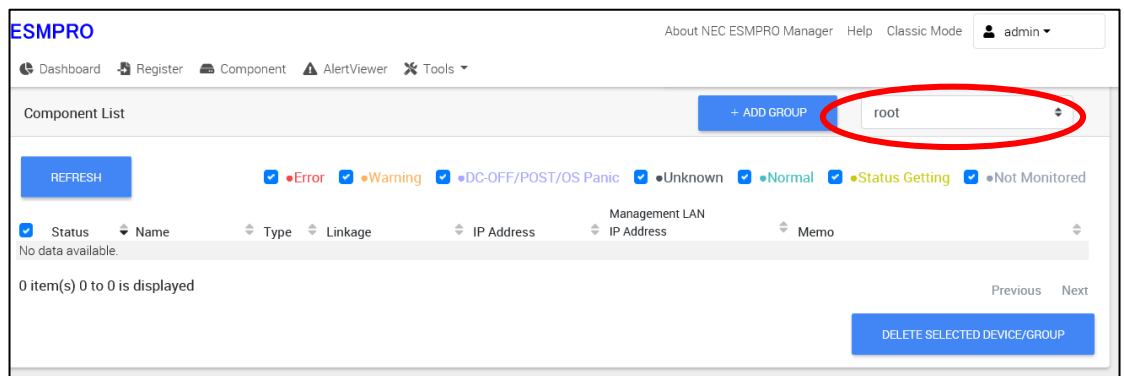 ESMPRO
About NEC ESMPRO Manager Help Classic Mode admin
Dashboard Register Component AlertViewer Tools
Component List + ADD GROUP root
REFRESH Error Warning DC-OFF/POST/OS Panic Unknown Normal Status Getting Not Monitored
Status Name Type Linkage IP Address Management LAN IP Address Memo
No data available.
0 item(s) 0 to 0 is displayed
Previous Next
DELETE SELECTED DEVICE/GROUP